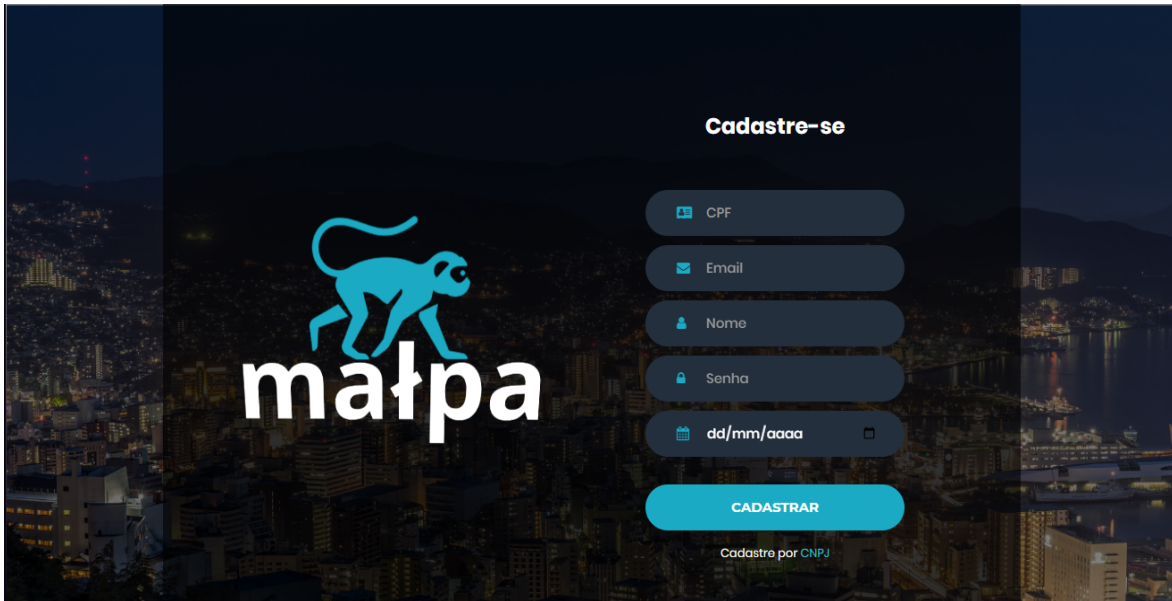 Cadastre-se
małpa
CPF
Email
Nome
Senha
dd/mm/aaaa
CADASTRAR
Cadastre por CNPJ